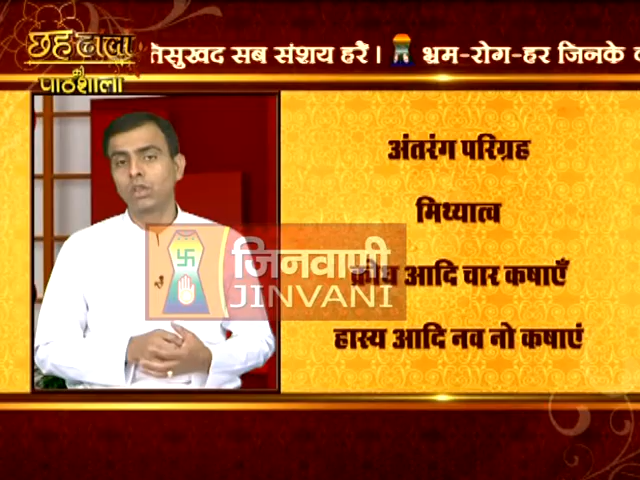 छहढाला
की
पाठशाला
तिसुखद सब संशय हरें। भ्रम-रोग-हर जिनके
अंतरंग परिग्रह
मिथ्यात्व
क्रोध आदि चार कषाएँ
हास्य आदि नव नो कषाएं
जिनवाणी
JINVANI